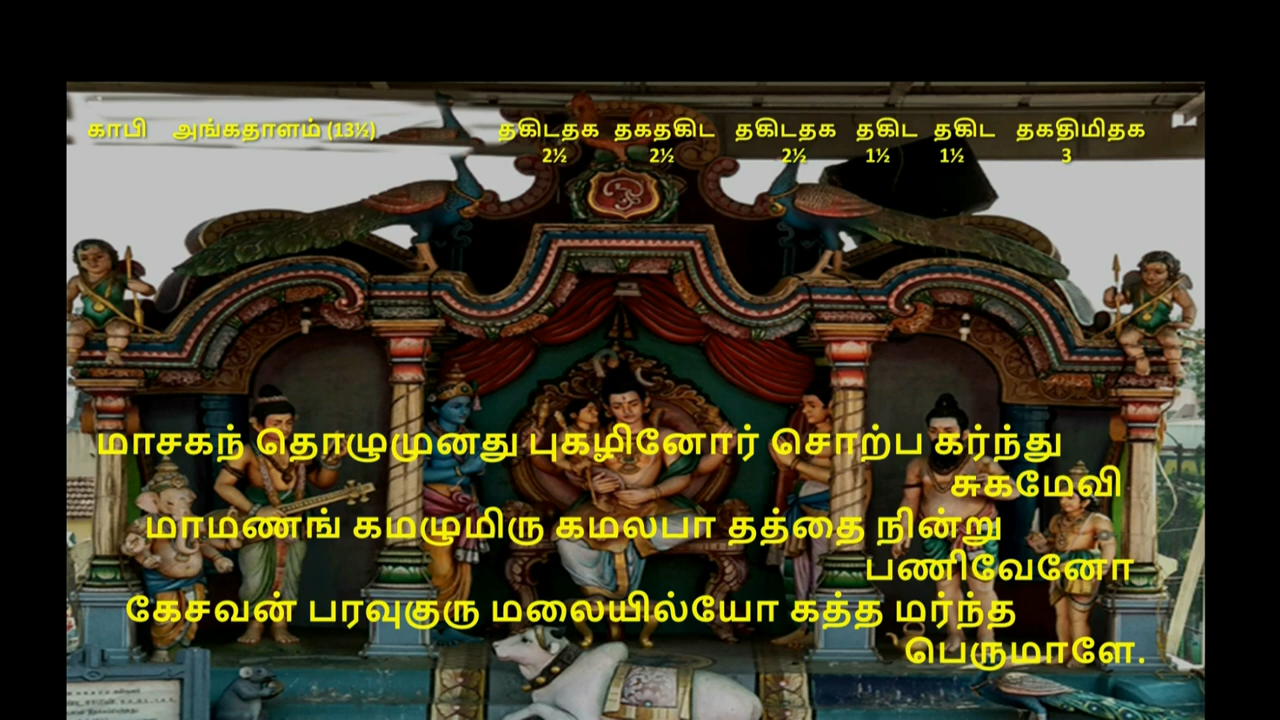 காபி அங்கதாளம் (13½) தகிடதக தகதகிட தகிடதக தகிட தகிட தகதிமிதக
2½ 2½ 2½ 1½ 1½ 3
மாசகந் தொழுமுனது புகழினோர் சொற்ப கர்ந்து
சுகமேவி
மாமணங் கமழுமிரு கமலபா தத்தை நின்று
பணிவேனோ
கேசவன் பரவுகுரு மலையில்யோ கத்த மர்ந்த
பெருமாளே.